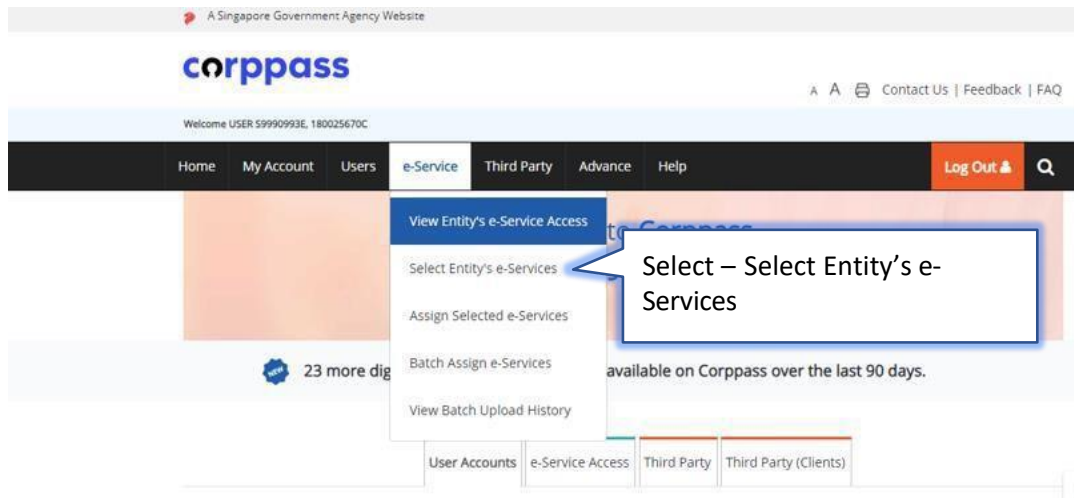 A Singapore Government Agency Website
corppass
A A Contact Us | Feedback | FAQ
Welcome USER S9990993E, 180025670C
Home My Account Users e-Service Third Party Advance Help Log Out
View Entity's e-Service Access
to Corppass
Select Entity's e-Services
Select – Select Entity’s e-
Services
Assign Selected e-Services
NEW 23 more dig
Batch Assign e-Services
available on Corppass over the last 90 days.
View Batch Upload History
User Accounts e-Service Access Third Party Third Party (Clients)